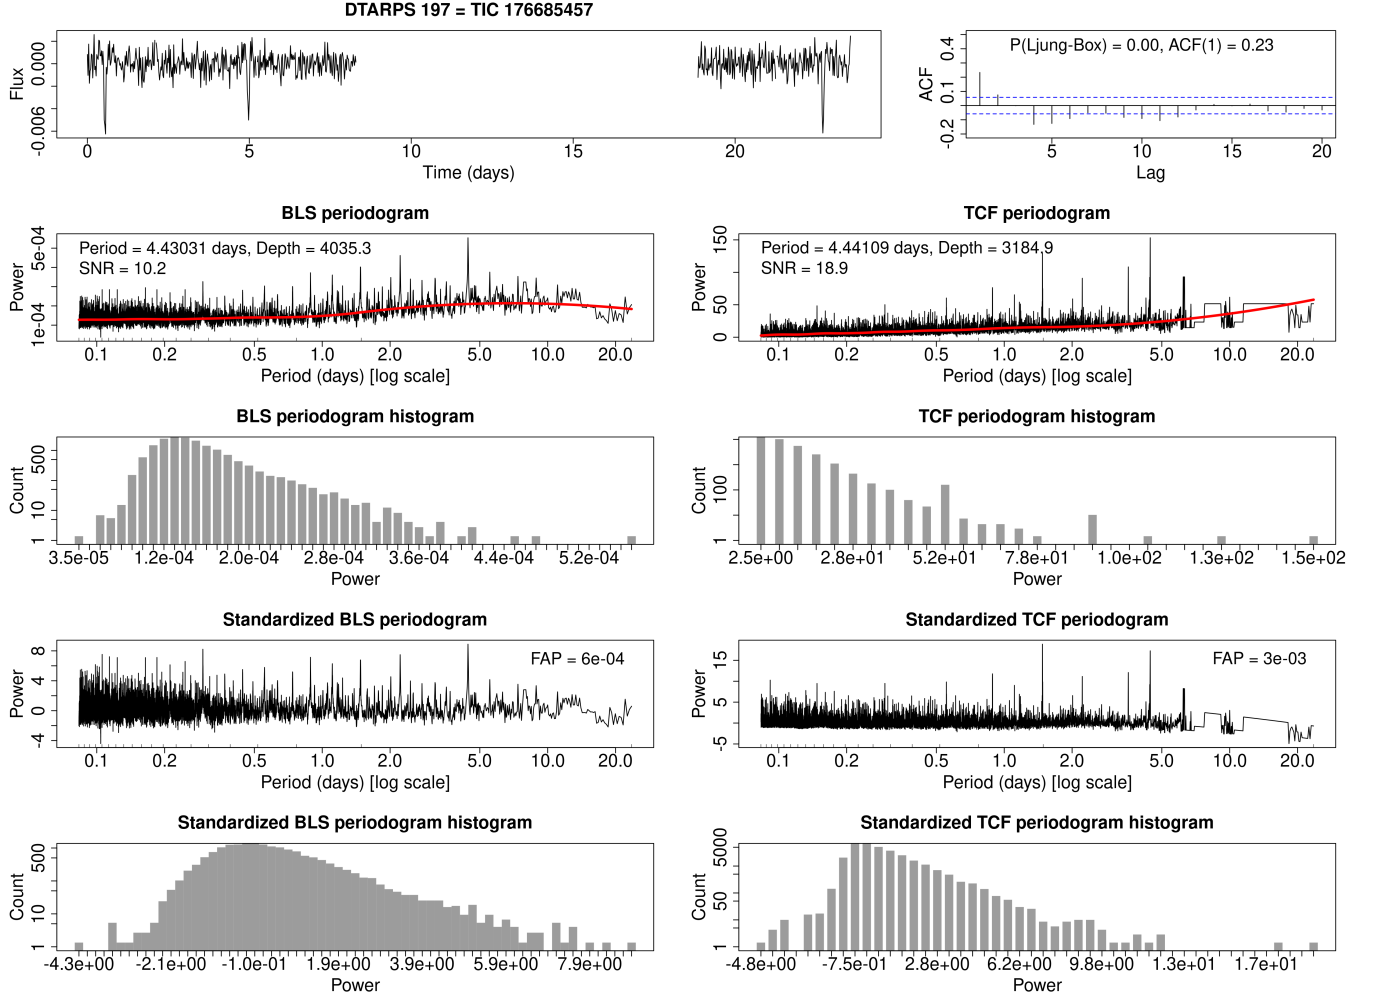 DTARPS 197 = TIC 176685457
Flux
-0.006 0.000
0 5 10 15 20
Time (days)
P(Ljung-Box) = 0.00, ACF(1) = 0.23
ACF
-0.2 0.1 0.4
5 10 15 20
Lag
BLS periodogram
Period = 4.43031 days, Depth = 4035.3
SNR = 10.2
Power
1e-04 5e-04
0.1 0.2 0.5 1.0 2.0 5.0 10.0 20.0
Period (days) [log scale]
TCF periodogram
Period = 4.44109 days, Depth = 3184.9
SNR = 18.9
Power
0 50 150
0.1 0.2 0.5 1.0 2.0 5.0 10.0 20.0
Period (days) [log scale]
BLS periodogram histogram
Count
1 10 500
3.5e-05 1.2e-04 2.0e-04 2.8e-04 3.6e-04 4.4e-04 5.2e-04
Power
TCF periodogram histogram
Count
1 100
2.5e+00 2.8e+01 5.2e+01 7.8e+01 1.0e+02 1.3e+02 1.5e+02
Power
Standardized BLS periodogram
FAP = 6e-04
Power
-4 0 4 8
0.1 0.2 0.5 1.0 2.0 5.0 10.0 20.0
Period (days) [log scale]
Standardized TCF periodogram
FAP = 3e-03
Power
-5 5 15
0.1 0.2 0.5 1.0 2.0 5.0 10.0 20.0
Period (days) [log scale]
Standardized BLS periodogram histogram
Count
1 10 500
-4.3e+00 -2.1e+00 -1.0e-01 1.9e+00 3.9e+00 5.9e+00 7.9e+00
Power
Standardized TCF periodogram histogram
Count
1 50 5000
-4.8e+00 -7.5e-01 2.8e+00 6.2e+00 9.8e+00 1.3e+01 1.7e+01
Power